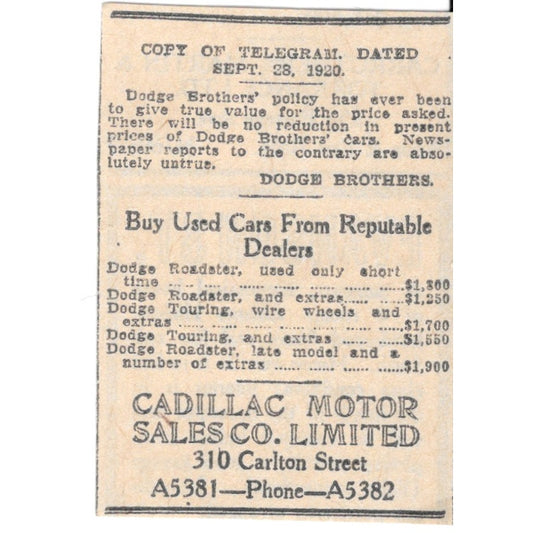 COPY OF TELEGRAM. DATED
SEPT. 28, 1920.
Dodge Brothers' policy has ever been
to give true value for the price asked.
There will be no reduction in present
prices of Dodge Brothers' cars. News-
paper reports to the contrary are abso-
lutely untrue.
DODGE BROTHERS.
Buy Used Cars From Reputable
Dealers
Dodge Roadster, used only short
time .... ...... ...... ...... ...... ......$1,300
Dodge Roadster, and extras...... ......$1,250
Dodge Touring, wire wheels and
extras ...... ...... ...... ...... ...... ......$1,700
Dodge Touring, and extras ...... ......$1,550
Dodge Roadster, late model and a
number of extras ...... ...... ...... ......$1,900
CADILLAC MOTOR
SALES CO. LIMITED
310 Carlton Street
A5381—Phone—A5382